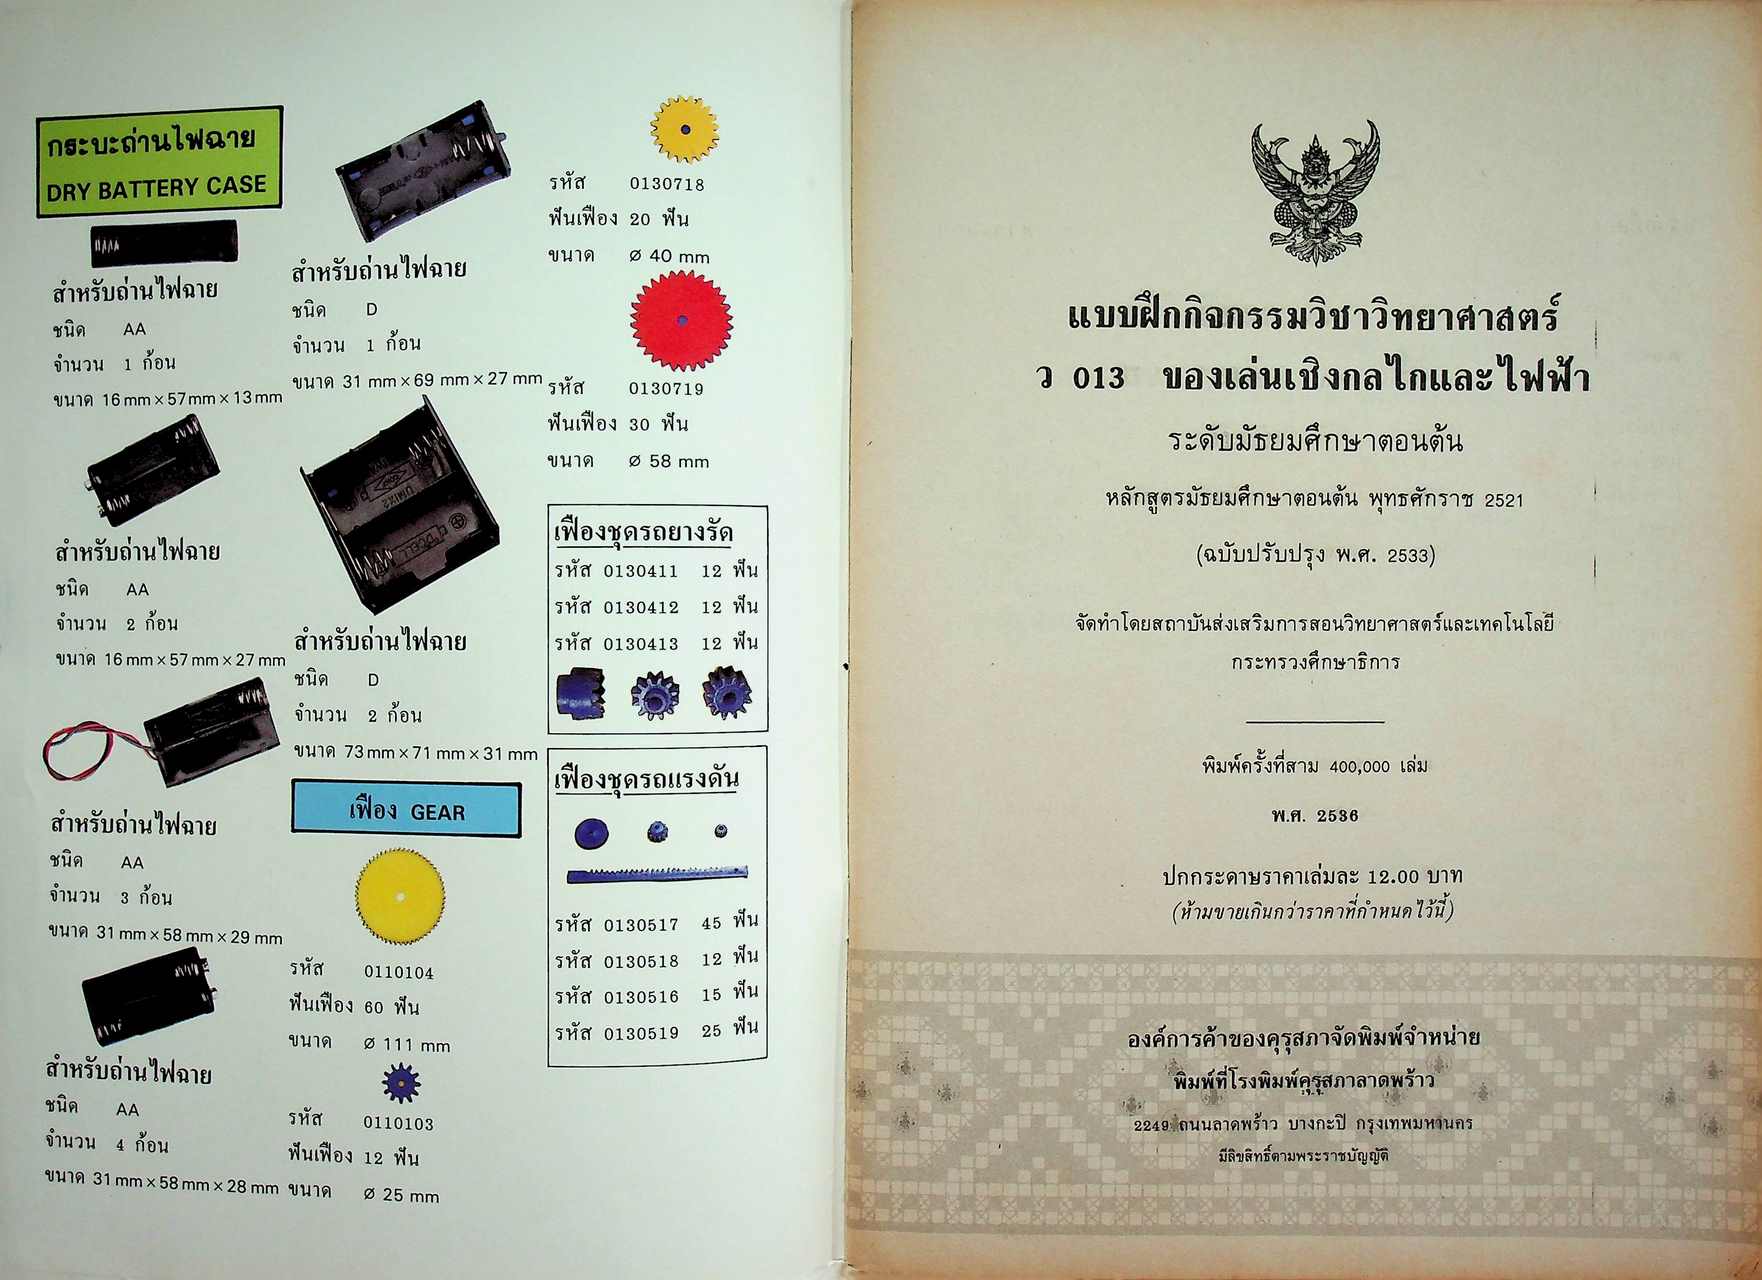 กระบะถ่านไฟฉาย
DRY BATTERY CASE
สำหรับถ่านไฟฉาย
ชนิด AA
จำนวน 1 ก้อน
ขนาด 16 mm × 57 mm × 13 mm
สำหรับถ่านไฟฉาย
ชนิด AA
จำนวน 2 ก้อน
ขนาด 16 mm × 57 mm × 27 mm
สำหรับถ่านไฟฉาย
ชนิด AA
จำนวน 3 ก้อน
ขนาด 31 mm × 58 mm × 29 mm
สำหรับถ่านไฟฉาย
ชนิด AA
จำนวน 4 ก้อน
ขนาด 31 mm × 58 mm × 28 mm
สำหรับถ่านไฟฉาย
ชนิด D
จำนวน 1 ก้อน
ขนาด 31 mm × 69 mm × 27 mm
สำหรับถ่านไฟฉาย
ชนิด D
จำนวน 2 ก้อน
ขนาด 73 mm × 71 mm × 31 mm
เฟือง GEAR
รหัส 0110104
ฟันเฟือง 60 ฟัน
ขนาด Ø 111 mm
รหัส 0110103
ฟันเฟือง 12 ฟัน
ขนาด Ø 25 mm
รหัส 0130718
ฟันเฟือง 20 ฟัน
ขนาด Ø 40 mm
รหัส 0130719
ฟันเฟือง 30 ฟัน
ขนาด Ø 58 mm
เฟืองชุดรถยางรัด
รหัส 0130411 12 ฟัน
รหัส 0130412 12 ฟัน
รหัส 0130413 12 ฟัน
เฟืองชุดรถแรงดัน
รหัส 0130517 45 ฟัน
รหัส 0130518 12 ฟัน
รหัส 0130516 15 ฟัน
รหัส 0130519 25 ฟัน
แบบฝึกกิจกรรมวิชาวิทยาศาสตร์
ว 013 ของเล่นเชิงกลไกและไฟฟ้า
ระดับมัธยมศึกษาตอนต้น
หลักสูตรมัธยมศึกษาตอนต้น พุทธศักราช 2521
(ฉบับปรับปรุง พ.ศ. 2533)
จัดทำโดยสถาบันส่งเสริมการสอนวิทยาศาสตร์และเทคโนโลยี
กระทรวงศึกษาธิการ
พิมพ์ครั้งที่สาม 400,000 เล่ม
พ.ศ. 2536
ปกกระดาษราคาเล่มละ 12.00 บาท
(ห้ามขายเกินกว่าราคาที่กำหนดไว้นี้)
องค์การค้าของคุรุสภาจัดพิมพ์จำหน่าย
พิมพ์ที่โรงพิมพ์คุรุสภาลาดพร้าว
2249 ถนนลาดพร้าว บางกะปิ กรุงเทพมหานคร
มีลิขสิทธิ์ตามพระราชบัญญัติ